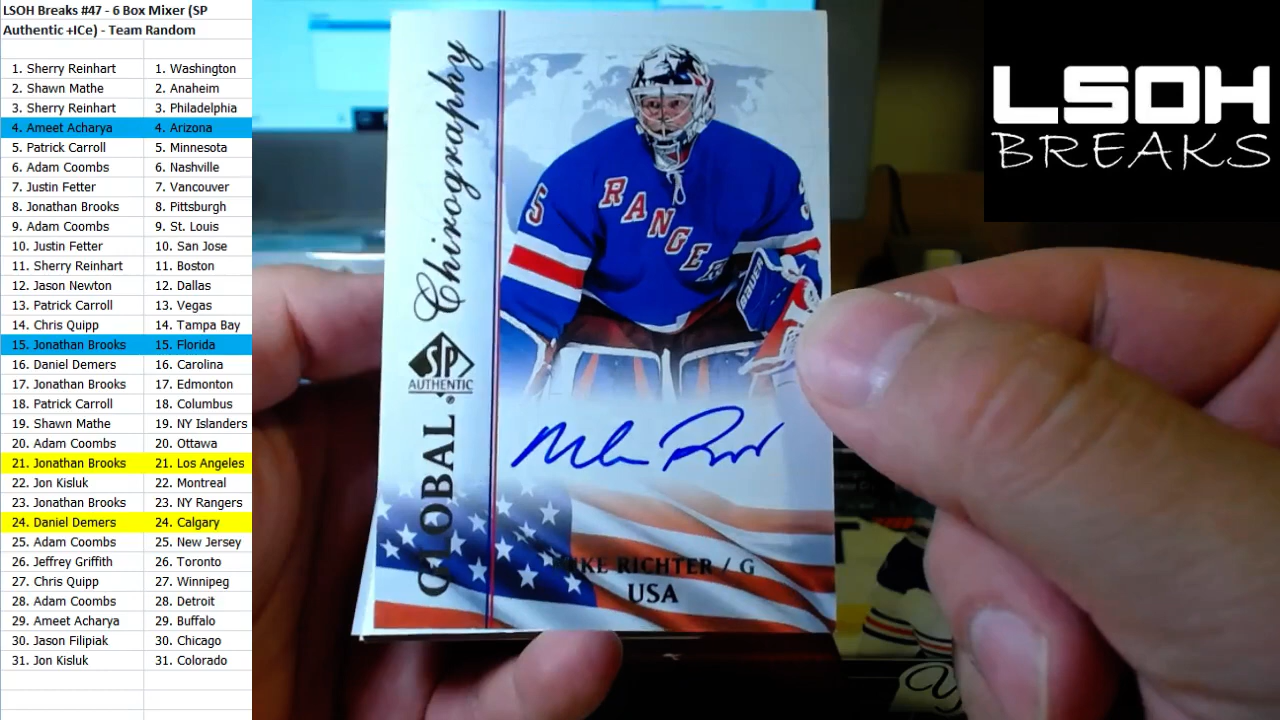 LSOH Breaks #47 - 6 Box Mixer (SP
Authentic +ICe) - Team Random
1. Sherry Reinhart 1. Washington
2. Shawn Mathe 2. Anaheim
3. Sherry Reinhart 3. Philadelphia
4. Ameet Acharya 4. Arizona
5. Patrick Carroll 5. Minnesota
6. Adam Coombs 6. Nashville
7. Justin Fetter 7. Vancouver
8. Jonathan Brooks 8. Pittsburgh
9. Adam Coombs 9. St. Louis
10. Justin Fetter 10. San Jose
11. Sherry Reinhart 11. Boston
12. Jason Newton 12. Dallas
13. Patrick Carroll 13. Vegas
14. Chris Quipp 14. Tampa Bay
15. Jonathan Brooks 15. Florida
16. Daniel Demers 16. Carolina
17. Jonathan Brooks 17. Edmonton
18. Patrick Carroll 18. Columbus
19. Shawn Mathe 19. NY Islanders
20. Adam Coombs 20. Ottawa
21. Jonathan Brooks 21. Los Angeles
22. Jon Kisluk 22. Montreal
23. Jonathan Brooks 23. NY Rangers
24. Daniel Demers 24. Calgary
25. Adam Coombs 25. New Jersey
26. Jeffrey Griffith 26. Toronto
27. Chris Quipp 27. Winnipeg
28. Adam Coombs 28. Detroit
29. Ameet Acharya 29. Buffalo
30. Jason Filipiak 30. Chicago
31. Jon Kisluk 31. Colorado
GLOBAL Chirography
SP
AUTHENTIC®
RANGE
5
3
BAUER
RICHTER / G
USA
LSOH
BREAKS